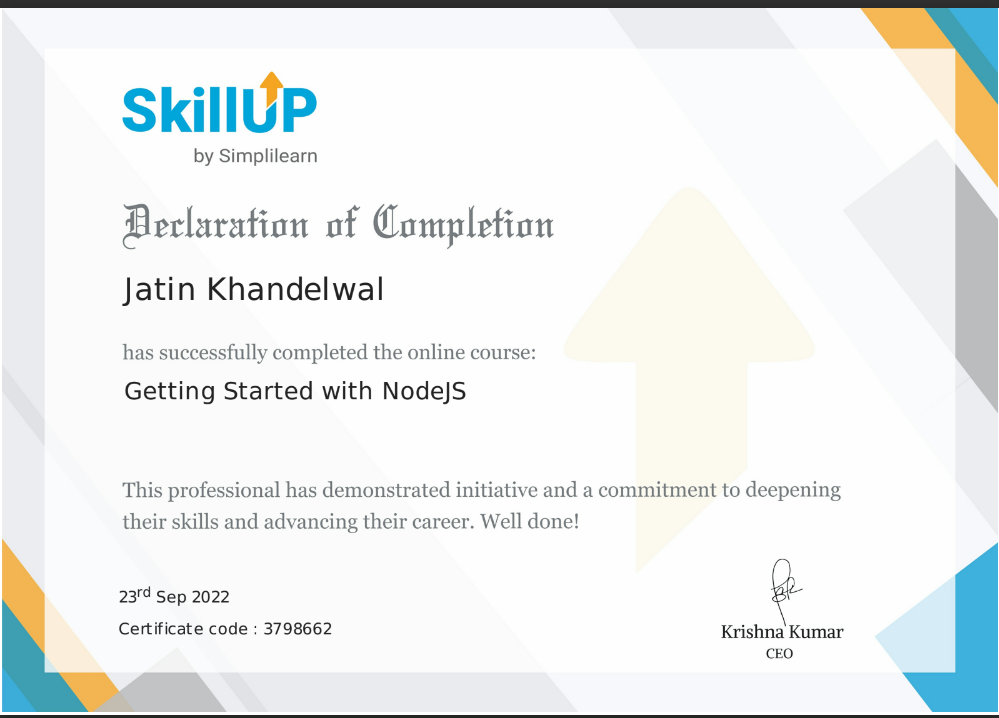 SkillUP
by Simplilearn
Declaration of Completion
Jatin Khandelwal
has successfully completed the online course:
Getting Started with NodeJS
This professional has demonstrated initiative and a commitment to deepening
their skills and advancing their career. Well done!
23rd Sep 2022
Certificate code : 3798662
Krishna Kumar
CEO